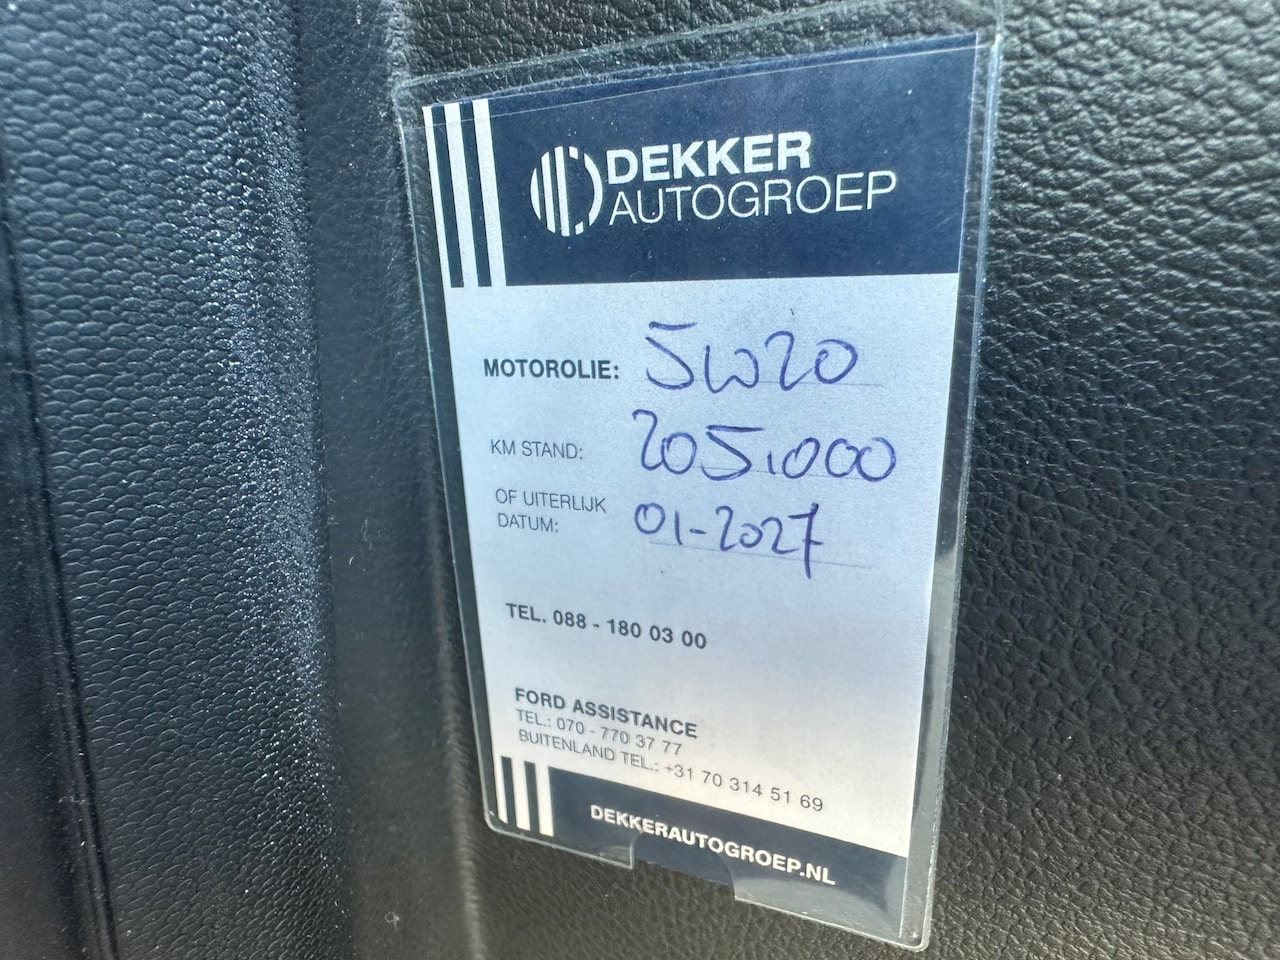 DEKKER
AUTOGROEP
MOTOROLIE: 5W20
KM STAND: 205.000
OF UITERLIJK
DATUM: 01-2027
TEL. 088 - 180 03 00
FORD ASSISTANCE
TEL.: 070 - 770 37 77
BUITENLAND TEL.: +31 70 314 51 69
DEKKERAUTOGROEP.NL